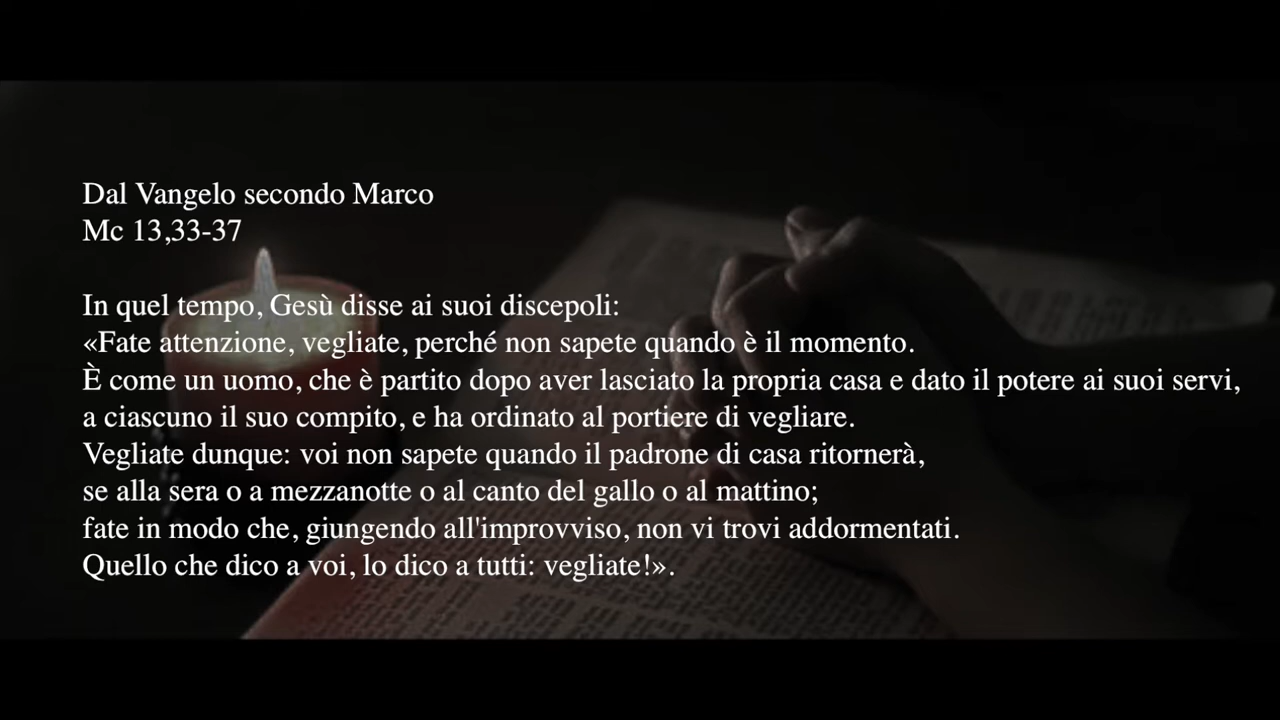 Dal Vangelo secondo Marco
Mc 13,33-37
In quel tempo, Gesù disse ai suoi discepoli:
«Fate attenzione, vegliate, perché non sapete quando è il momento.
È come un uomo, che è partito dopo aver lasciato la propria casa e dato il potere ai suoi servi,
a ciascuno il suo compito, e ha ordinato al portiere di vegliare.
Vegliate dunque: voi non sapete quando il padrone di casa ritornerà,
se alla sera o a mezzanotte o al canto del gallo o al mattino;
fate in modo che, giungendo all'improvviso, non vi trovi addormentati.
Quello che dico a voi, lo dico a tutti: vegliate!».